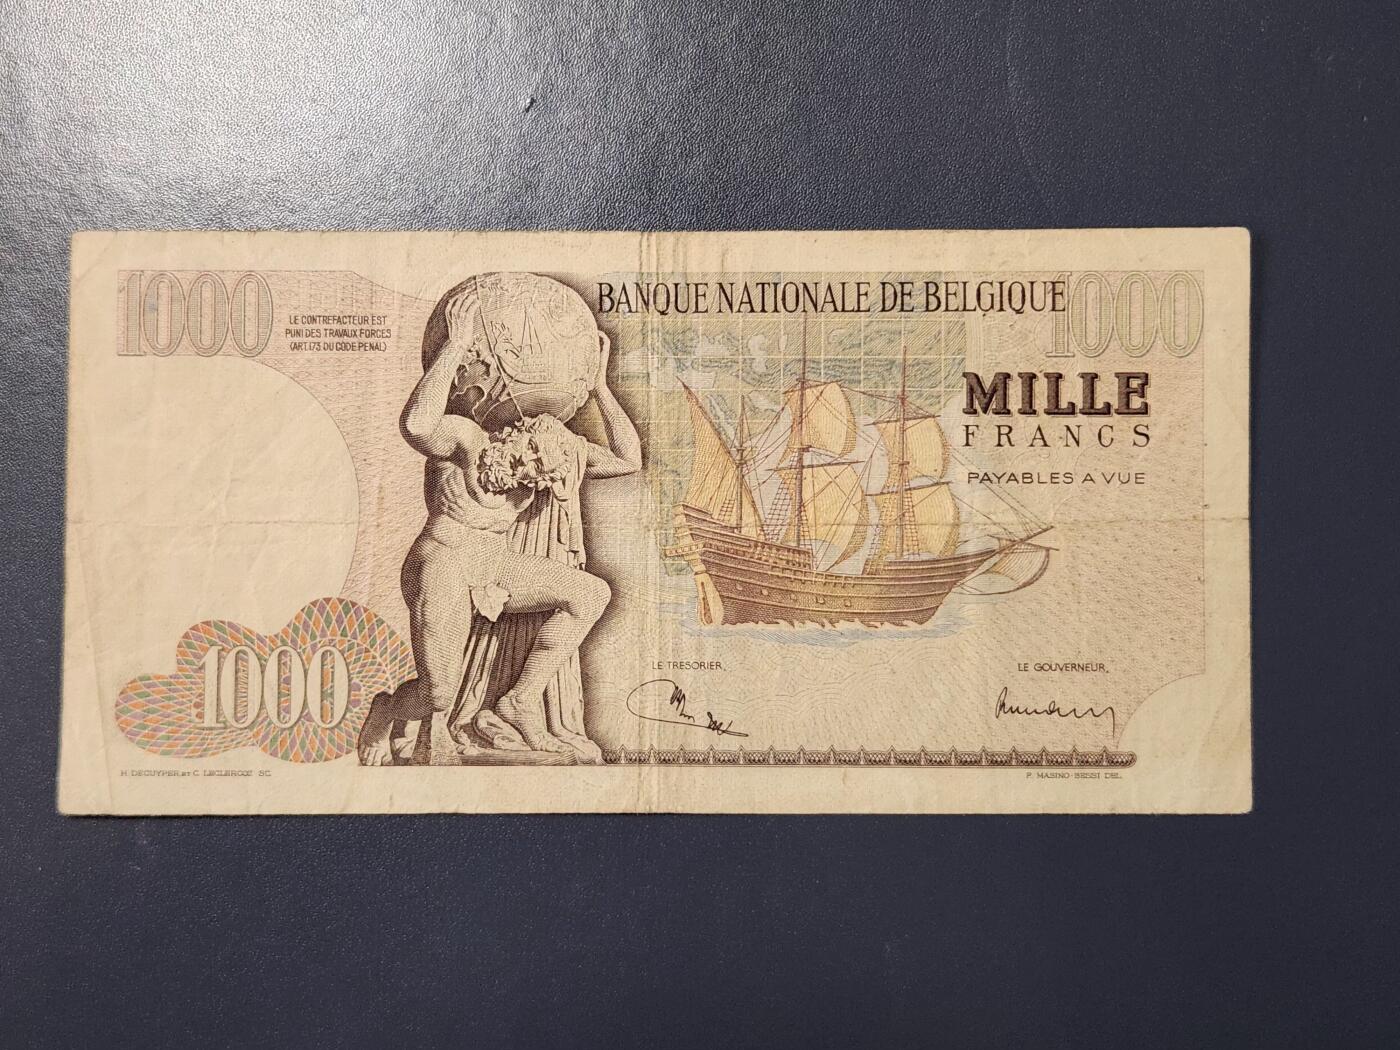 1000
LE CONTREFACTEUR EST
PUNI DES TRAVAUX FORCES
(ART.173 DU CODE PENAL)
BANQUE NATIONALE DE BELGIQUE
1000
MILLE
FRANCS
PAYABLES A VUE
1000
LE TRESORIER,
LE GOUVERNEUR,
H. DECUYPER ET C. LECLERCQZ SC.
P. MASINO-BESSI DEL.